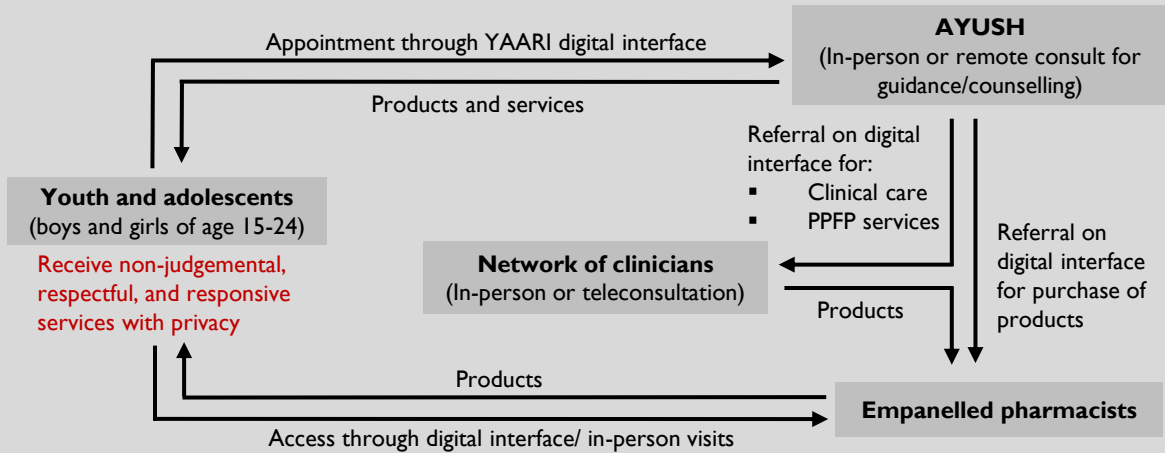 Appointment through YAARI digital interface
Products and services
AYUSH
(In-person or remote consult for
guidance/counselling)
Referral on digital
interface for:
▪ Clinical care
▪ PPFP services
Youth and adolescents
(boys and girls of age 15-24)
Receive non-judgemental,
respectful, and responsive
services with privacy
Network of clinicians
(In-person or teleconsultation)
Products
Referral on
digital interface
for purchase of
products
Products
Empanelled pharmacists
Access through digital interface/ in-person visits